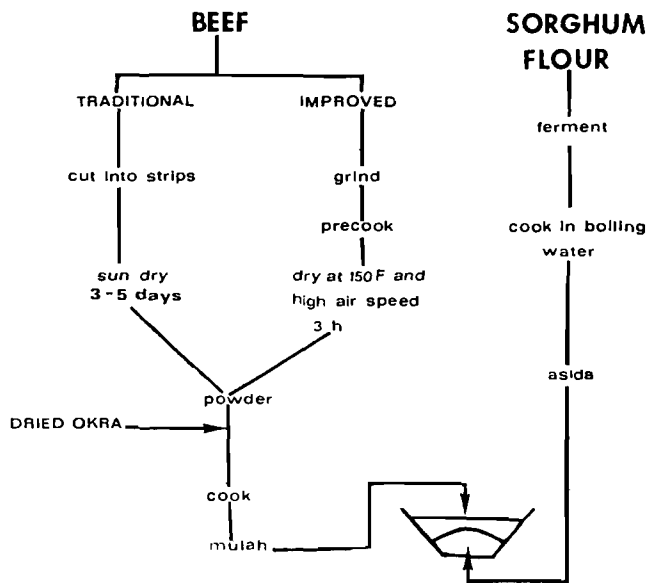 BEEF
TRADITIONAL
IMPROVED
cut into strips
grind
precook
sun dry
3-5 days
dry at 150F and
high air speed
3 h
powder
DRIED OKRA
cook
mulah
SORGHUM
FLOUR
ferment
cook in boiling
water
asida